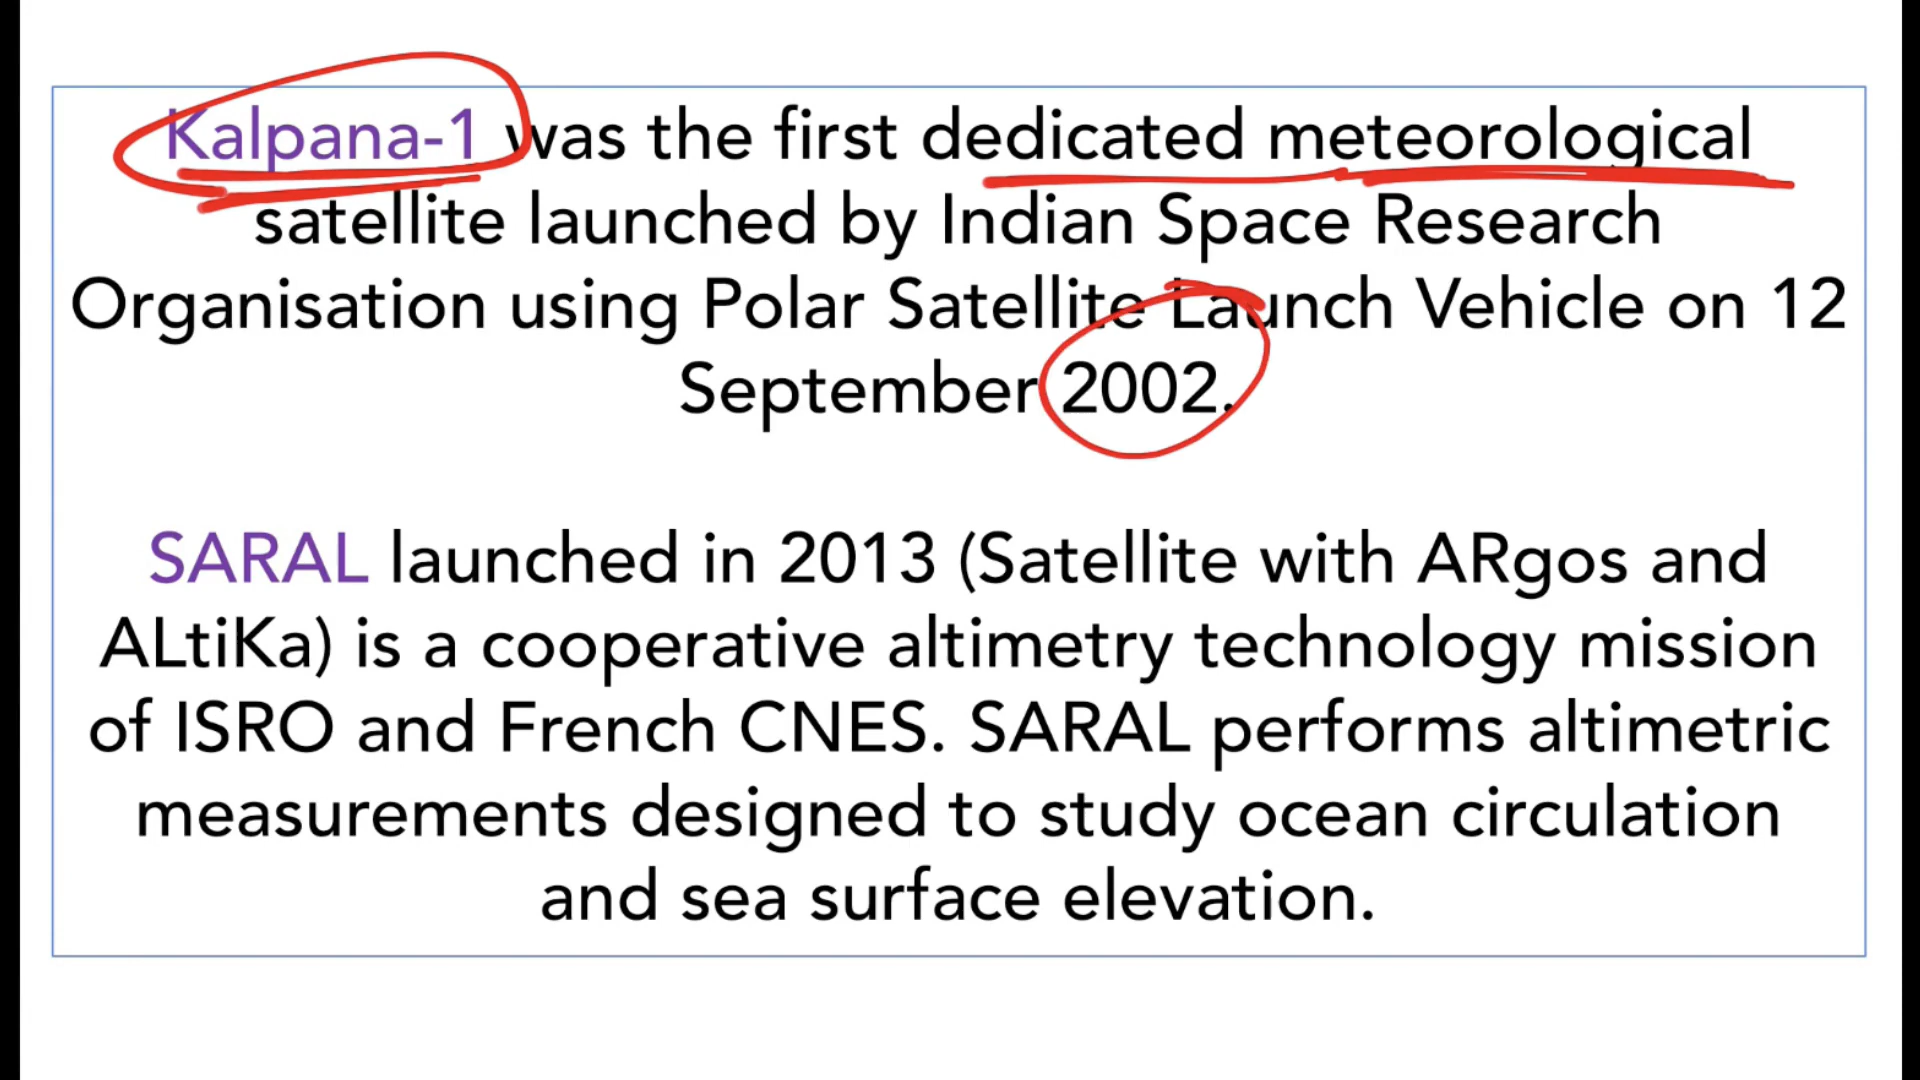 Kalpana-1 was the first dedicated meteorological
satellite launched by Indian Space Research
Organisation using Polar Satellite Launch Vehicle on 12
September 2002.
SARAL launched in 2013 (Satellite with ARgos and
ALtiKa) is a cooperative altimetry technology mission
of ISRO and French CNES. SARAL performs altimetric
measurements designed to study ocean circulation
and sea surface elevation.